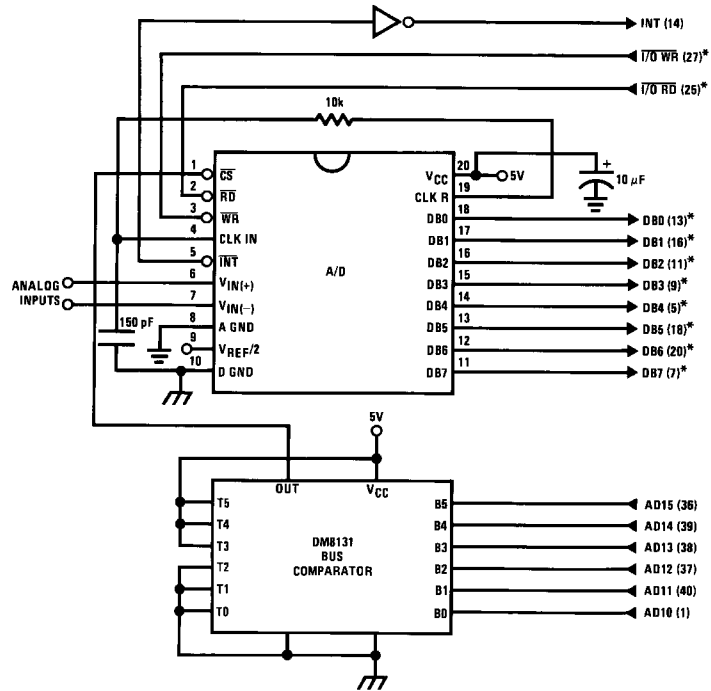 INT (14)
I/O WR (27)*
I/O RD (25)*
10k
1 CS
2 RD
3 WR
4 CLK IN
5 INT
6 VIN(+)
7 VIN(−)
8 A GND
9 VREF/2
10 D GND
A/D
20 VCC
5V
+
10 μF
19 CLK R
18 DB0
17 DB1
16 DB2
15 DB3
14 DB4
13 DB5
12 DB6
11 DB7
DB0 (13)*
DB1 (16)*
DB2 (11)*
DB3 (9)*
DB4 (5)*
DB5 (18)*
DB6 (20)*
DB7 (7)*
ANALOG
INPUTS
150 pF
5V
OUT
VCC
T5
T4
T3
T2
T1
T0
DM8131
BUS
COMPARATOR
B5
B4
B3
B2
B1
B0
AD15 (36)
AD14 (39)
AD13 (38)
AD12 (37)
AD11 (40)
AD10 (1)